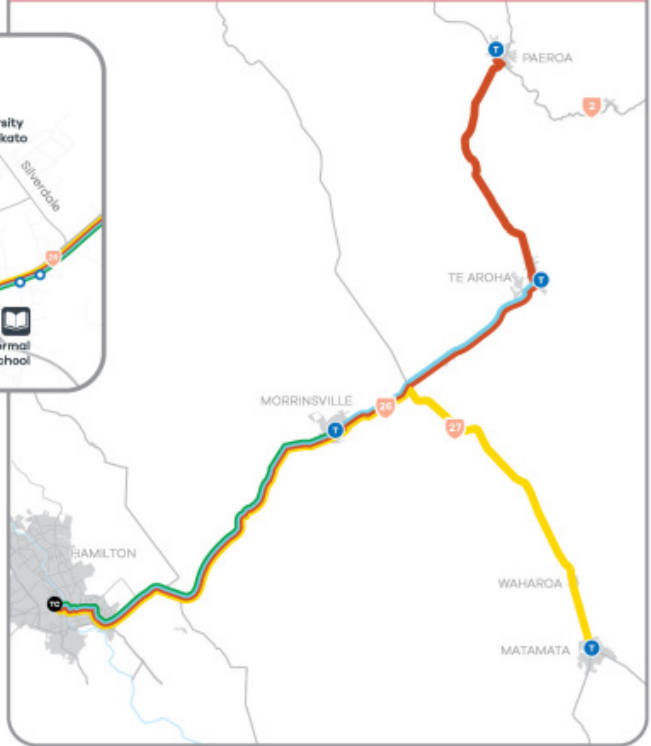 PAEROA
2
Silverdale
26
TE AROHA
MORRINSVILLE
26
27
HAMILTON
TC
WAHAROA
MATAMATA
T
T
T
T